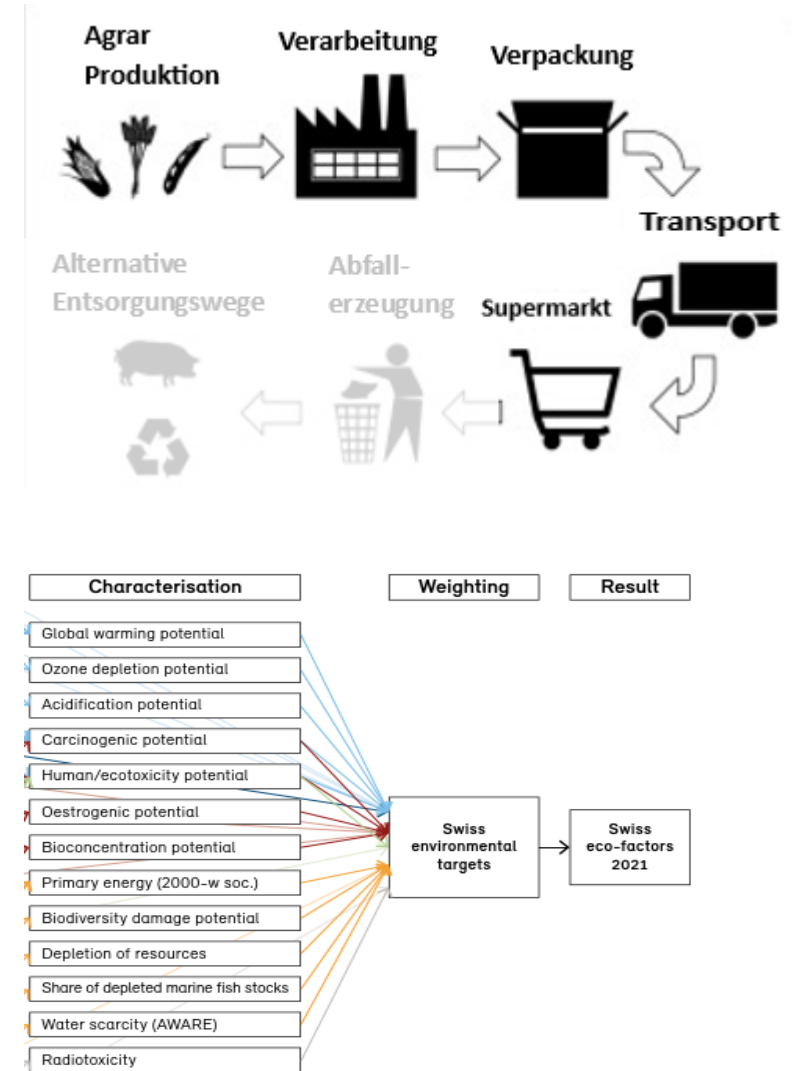 Agrar
Produktion
Verarbeitung
Verpackung
Transport
Alternative
Entsorgungswege
Abfall-
erzeugung
Supermarkt
Characterisation
Weighting
Result
Global warming potential
Ozone depletion potential
Acidification potential
Carcinogenic potential
Human/ecotoxicity potential
Oestrogenic potential
Bioconcentration potential
Primary energy (2000-w soc.)
Biodiversity damage potential
Depletion of resources
Share of depleted marine fish stocks
Water scarcity (AWARE)
Radiotoxicity
Swiss
environmental
targets
Swiss
eco-factors
2021